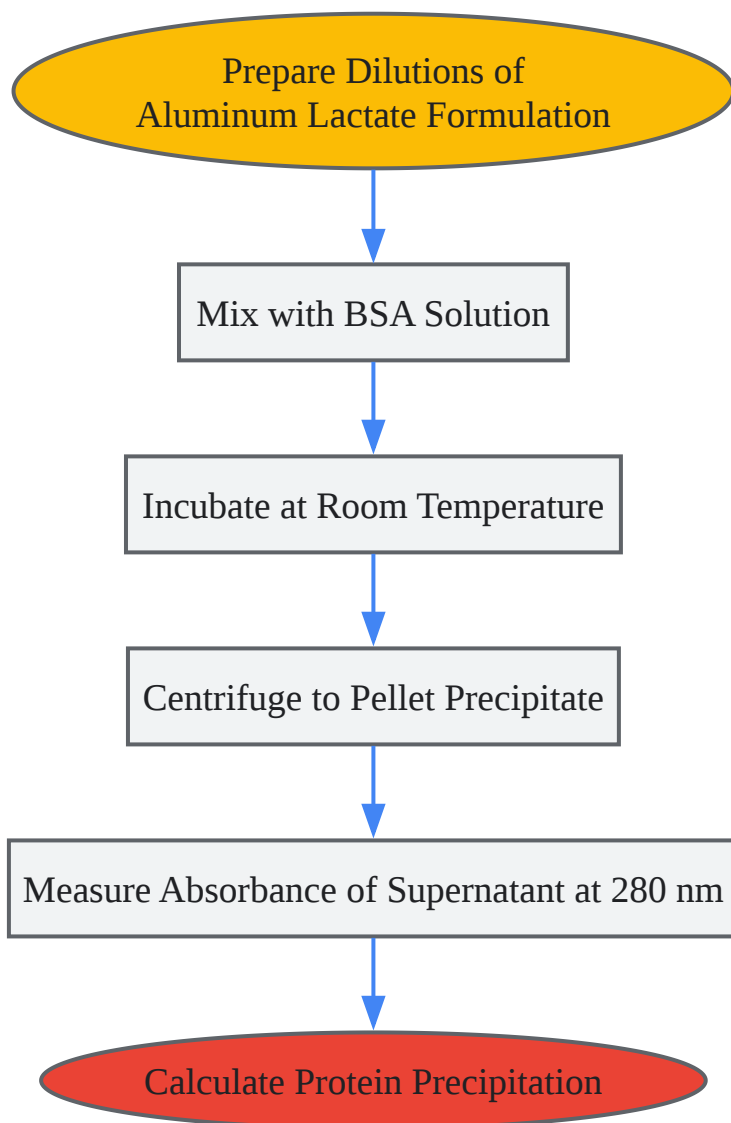 Prepare Dilutions of
Aluminum Lactate Formulation
Mix with BSA Solution
Incubate at Room Temperature
Centrifuge to Pellet Precipitate
Measure Absorbance of Supernatant at 280 nm
Calculate Protein Precipitation